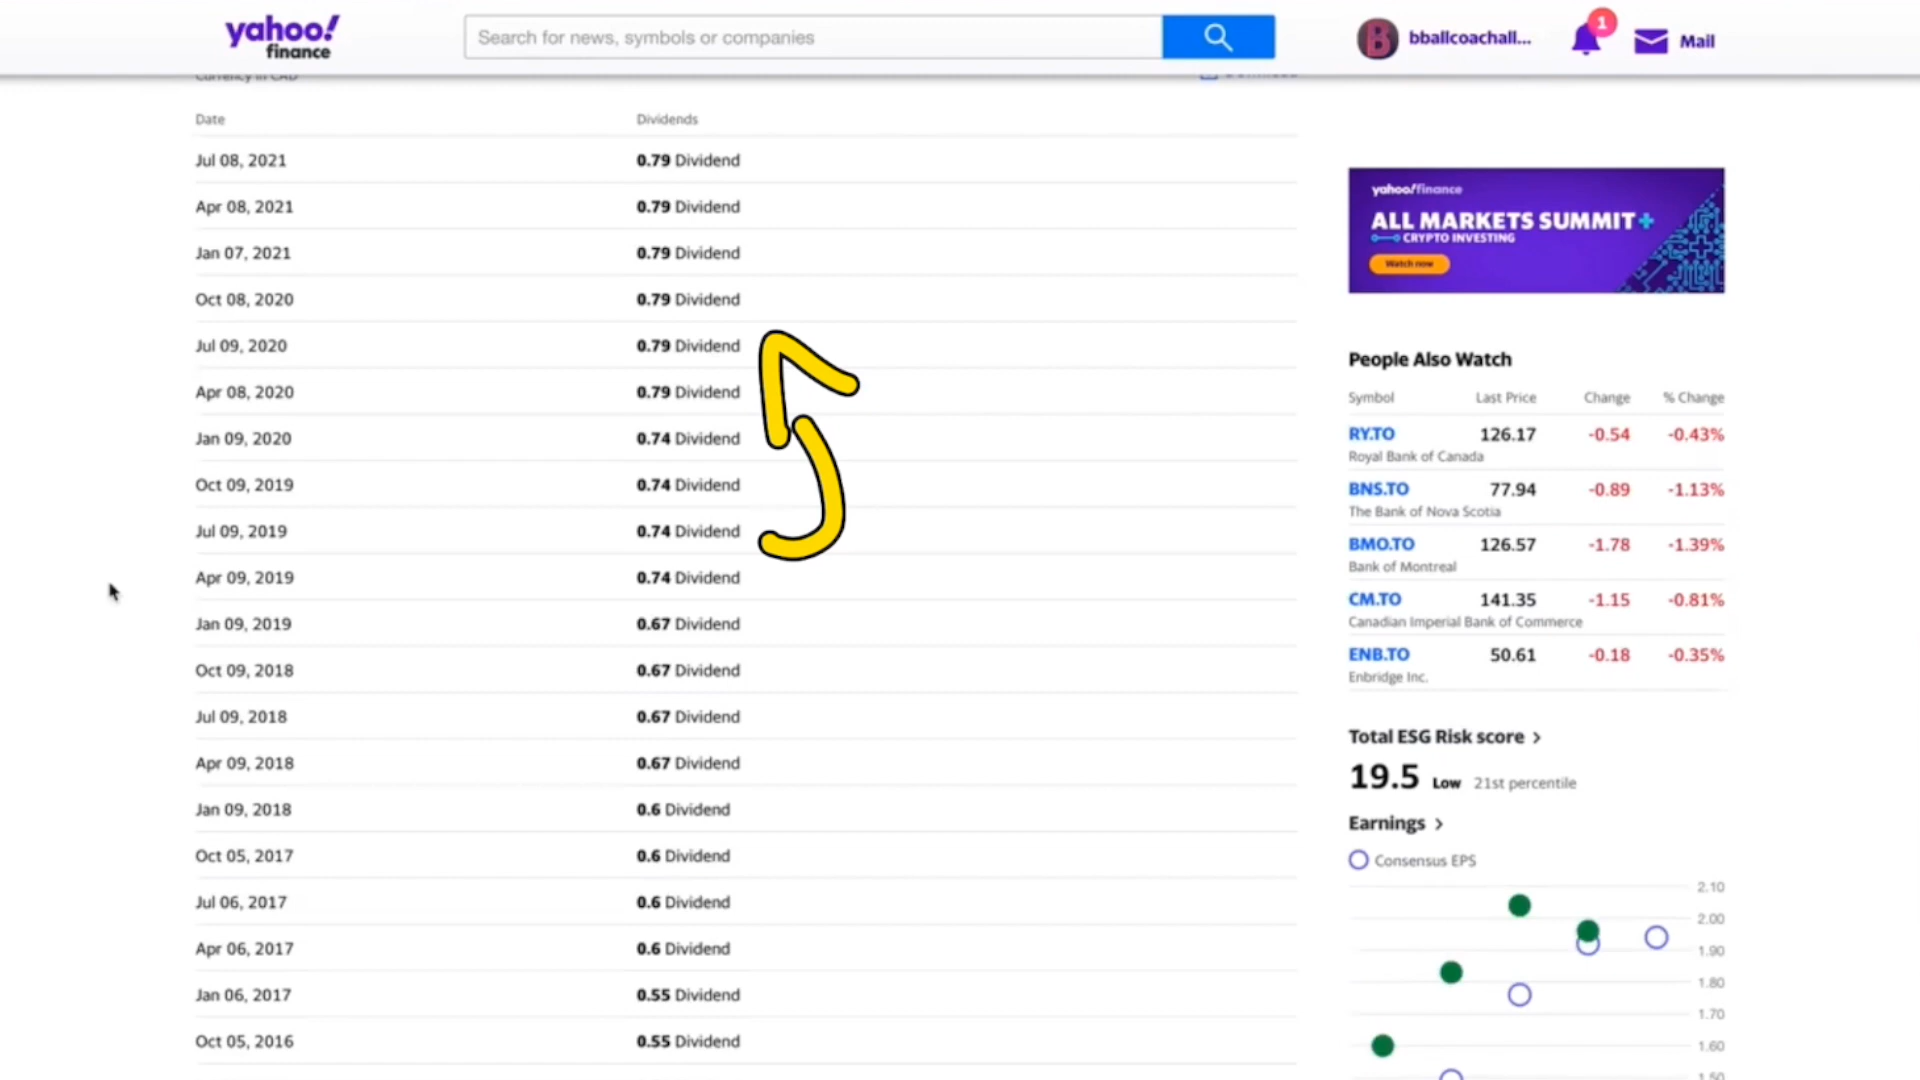 yahoo!
finance
Search for news, symbols or companies
B
bballcoachall...
1
Mail
Currency in CAD
Download
Date Dividends
Jul 08, 2021 0.79 Dividend
Apr 08, 2021 0.79 Dividend
Jan 07, 2021 0.79 Dividend
Oct 08, 2020 0.79 Dividend
Jul 09, 2020 0.79 Dividend
Apr 08, 2020 0.79 Dividend
Jan 09, 2020 0.74 Dividend
Oct 09, 2019 0.74 Dividend
Jul 09, 2019 0.74 Dividend
Apr 09, 2019 0.74 Dividend
Jan 09, 2019 0.67 Dividend
Oct 09, 2018 0.67 Dividend
Jul 09, 2018 0.67 Dividend
Apr 09, 2018 0.67 Dividend
Jan 09, 2018 0.6 Dividend
Oct 05, 2017 0.6 Dividend
Jul 06, 2017 0.6 Dividend
Apr 06, 2017 0.6 Dividend
Jan 06, 2017 0.55 Dividend
Oct 05, 2016 0.55 Dividend
yahoo!finance
ALL MARKETS SUMMIT+
CRYPTO INVESTING
Watch now
People Also Watch
Symbol Last Price Change % Change
RY.TO 126.17 -0.54 -0.43%
Royal Bank of Canada
BNS.TO 77.94 -0.89 -1.13%
The Bank of Nova Scotia
BMO.TO 126.57 -1.78 -1.39%
Bank of Montreal
CM.TO 141.35 -1.15 -0.81%
Canadian Imperial Bank of Commerce
ENB.TO 50.61 -0.18 -0.35%
Enbridge Inc.
Total ESG Risk score >
19.5 Low 21st percentile
Earnings >
Consensus EPS
2.10
2.00
1.90
1.80
1.70
1.60
1.50